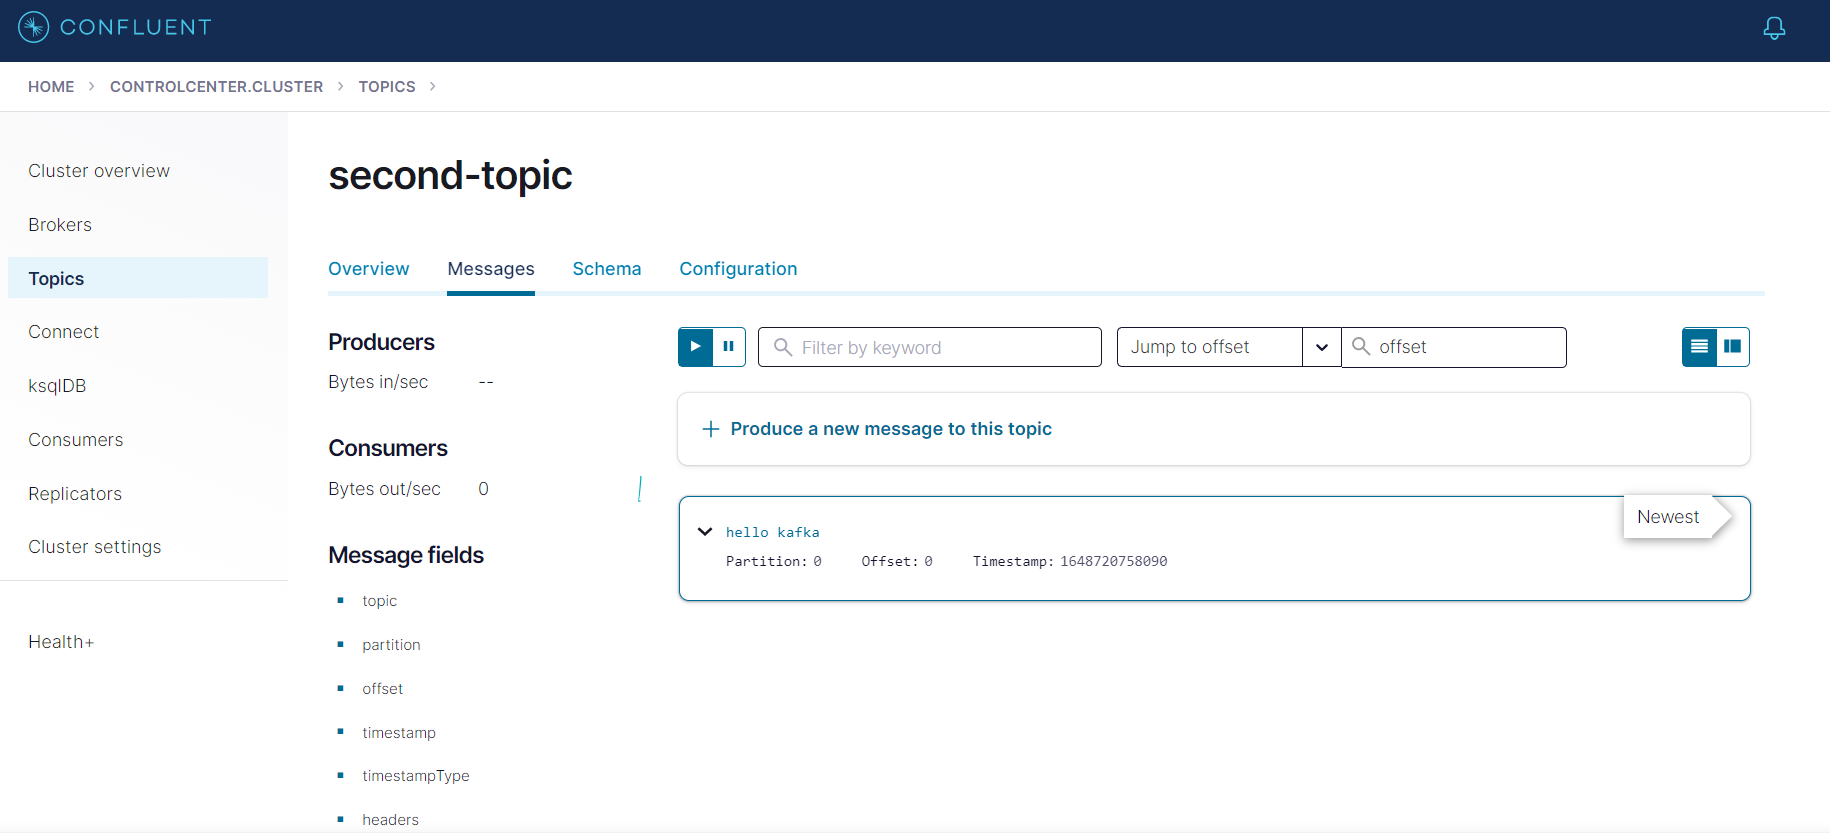 CONFLUENT
HOME > CONTROLCENTER.CLUSTER > TOPICS >
Cluster overview
Brokers
Topics
Connect
ksqlDB
Consumers
Replicators
Cluster settings
Health+
second-topic
Overview Messages Schema Configuration
Producers
Bytes in/sec --
Consumers
Bytes out/sec 0
Message fields
topic
partition
offset
timestamp
timestampType
headers
Filter by keyword Jump to offset offset
+ Produce a new message to this topic
Newest
hello kafka
Partition: 0 Offset: 0 Timestamp: 1648720758090